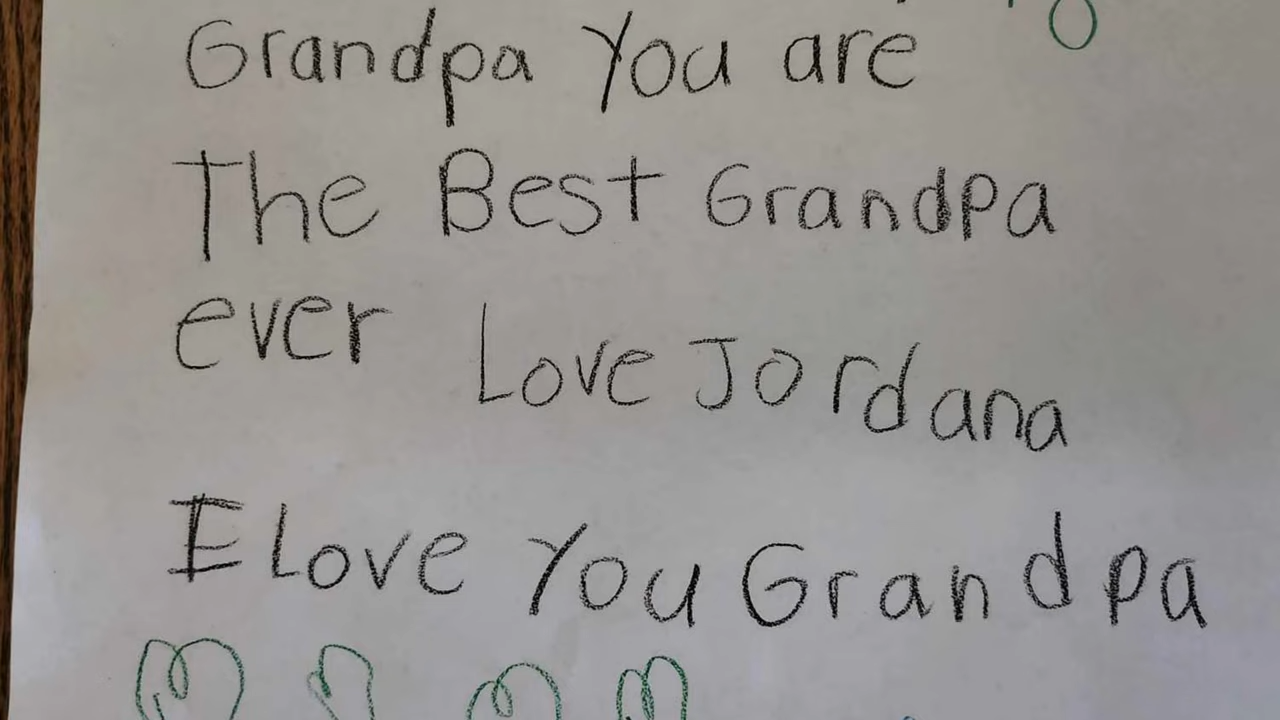 Grandpa You are
The Best Grandpa
ever Love Jordana
I Love You Grandpa